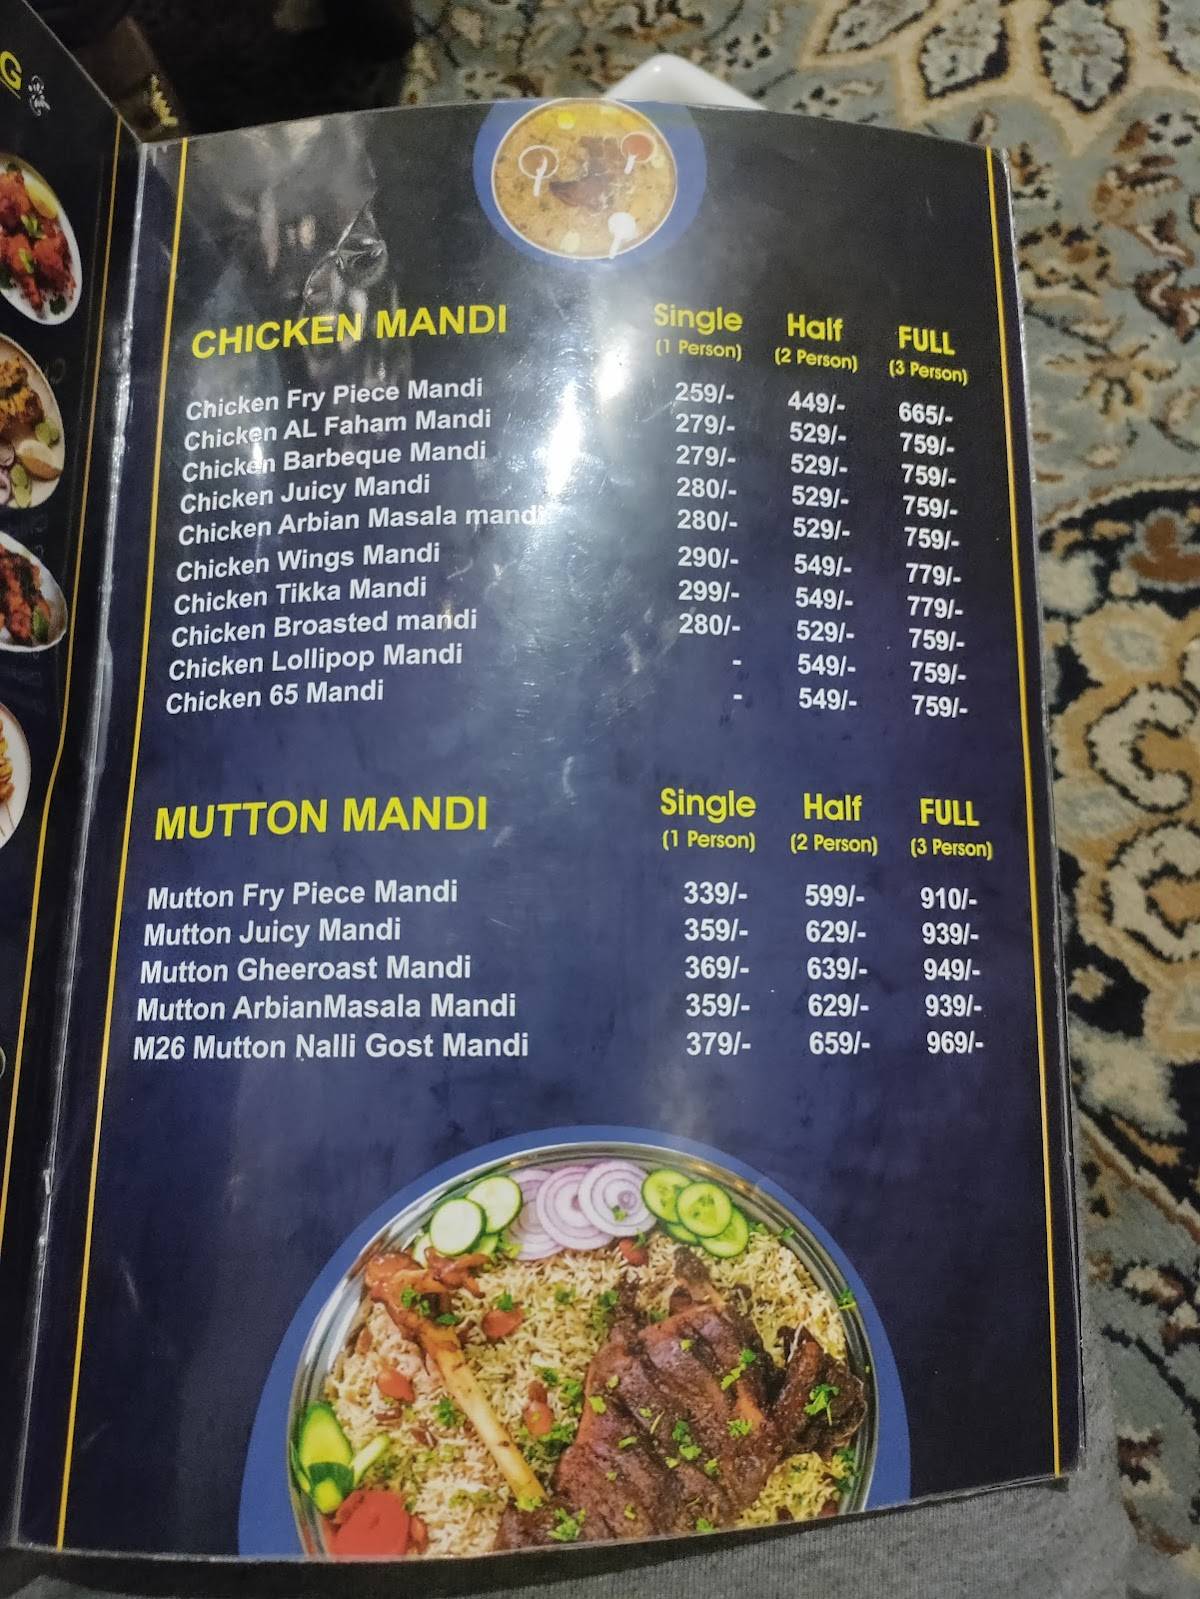 G
CHICKEN MANDI Single Half FULL
(1 Person) (2 Person) (3 Person)
Chicken Fry Piece Mandi 259/- 449/- 665/-
Chicken AL Faham Mandi 279/- 529/- 759/-
Chicken Barbeque Mandi 279/- 529/- 759/-
Chicken Juicy Mandi 280/- 529/- 759/-
Chicken Arbian Masala mandi 280/- 529/- 759/-
Chicken Wings Mandi 290/- 549/- 779/-
Chicken Tikka Mandi 299/- 549/- 779/-
Chicken Broasted mandi 280/- 529/- 759/-
Chicken Lollipop Mandi - 549/- 759/-
Chicken 65 Mandi - 549/- 759/-
MUTTON MANDI Single Half FULL
(1 Person) (2 Person) (3 Person)
Mutton Fry Piece Mandi 339/- 599/- 910/-
Mutton Juicy Mandi 359/- 629/- 939/-
Mutton Gheeroast Mandi 369/- 639/- 949/-
Mutton ArbianMasala Mandi 359/- 629/- 939/-
M26 Mutton Nalli Gost Mandi 379/- 659/- 969/-